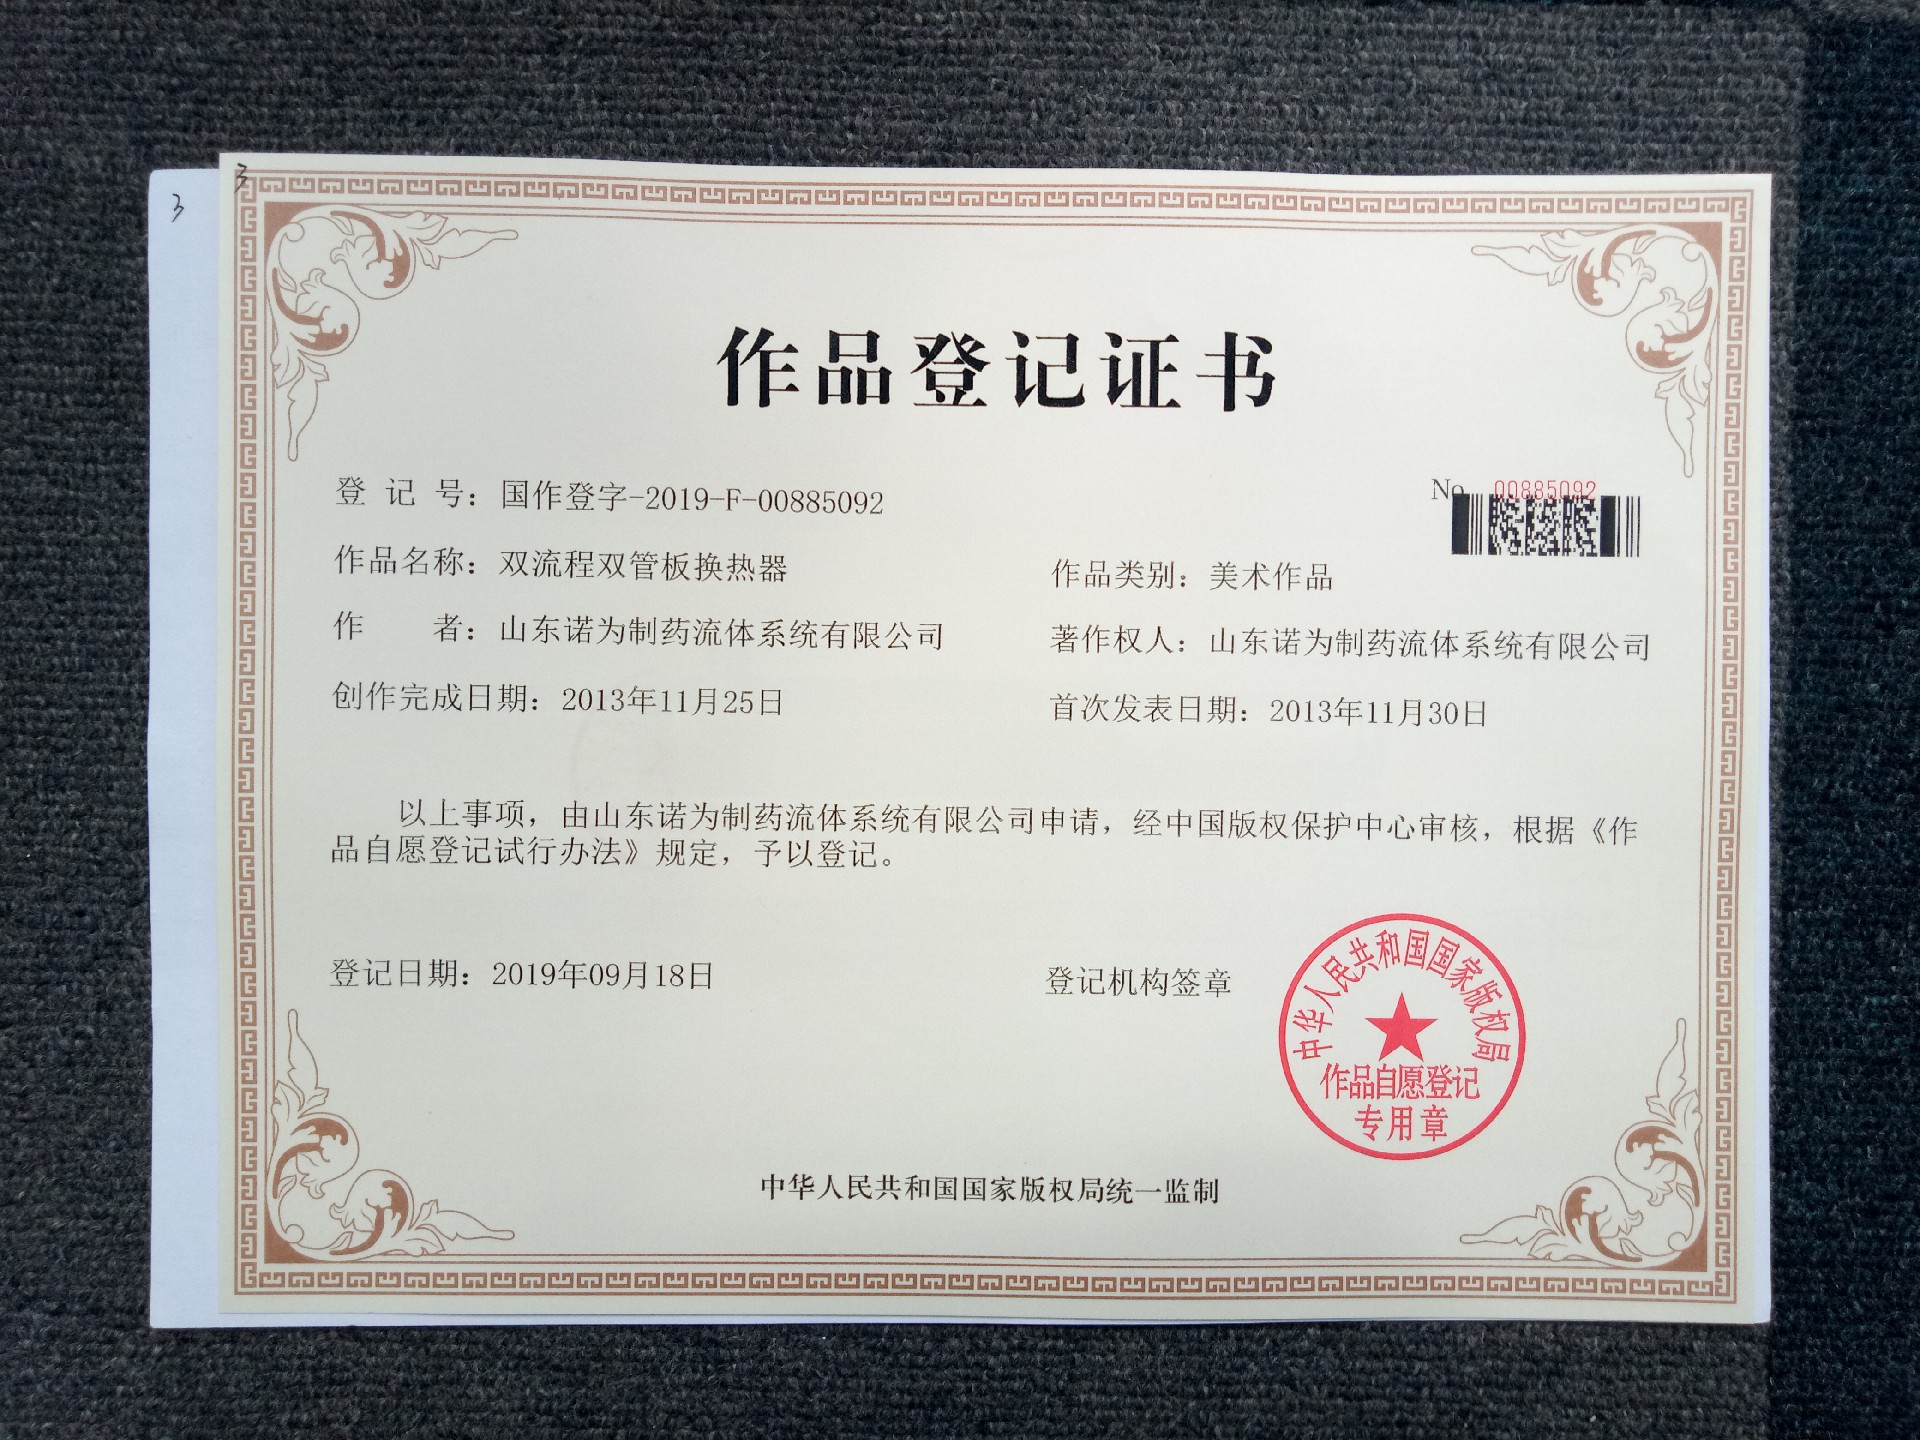 3
3
作品登记证书
登 记 号：国作登字-2019-F-00885092
No. 00885092
作品名称：双流程双管板换热器
作品类别：美术作品
作 者：山东诺为制药流体系统有限公司
著作权人：山东诺为制药流体系统有限公司
创作完成日期：2013年11月25日
首次发表日期：2013年11月30日
以上事项，由山东诺为制药流体系统有限公司申请，经中国版权保护中心审核，根据《作
品自愿登记试行办法》规定，予以登记。
登记日期：2019年09月18日
登记机构签章
中华人民共和国国家版权局
作品自愿登记
专用章
中华人民共和国国家版权局统一监制